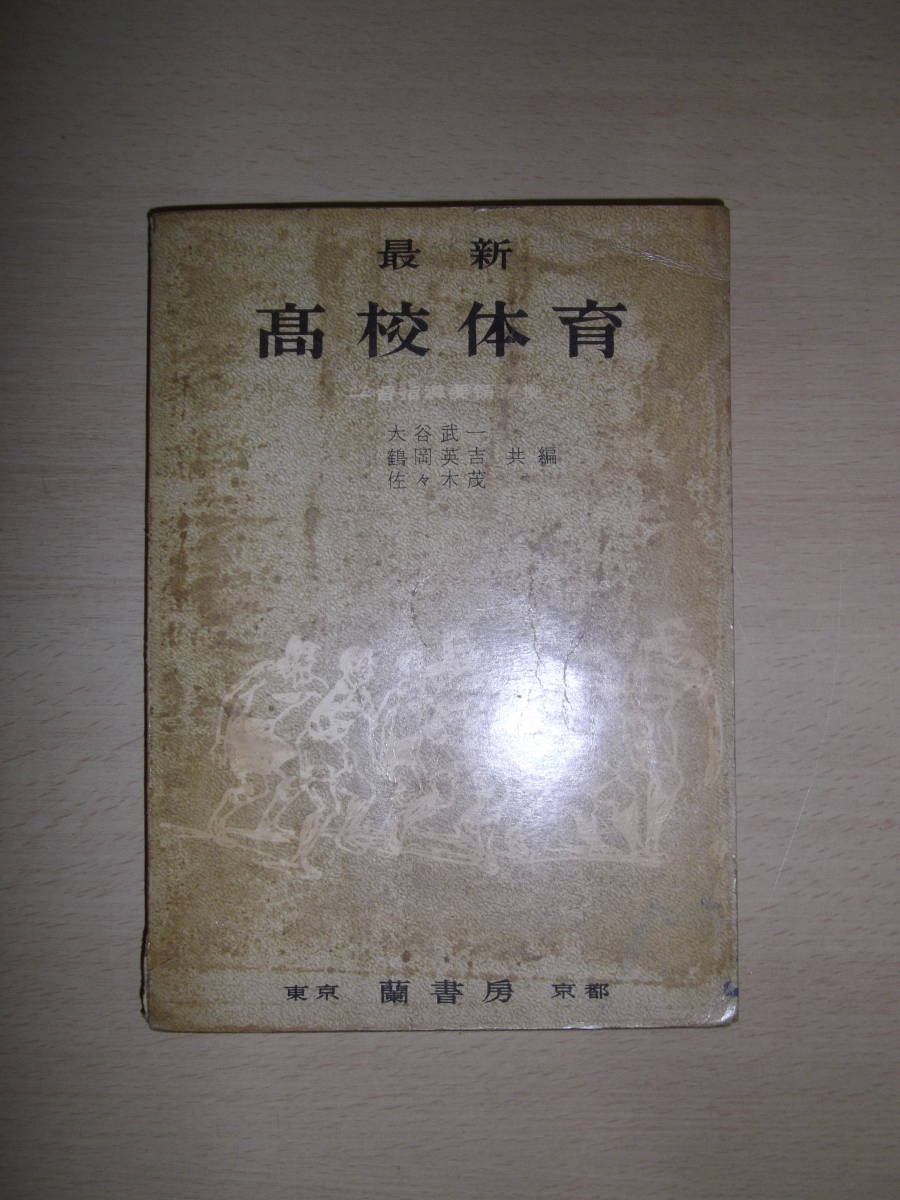 最新
髙校体育
大谷武一
鶴岡英吉 共編
佐々木茂
東京 蘭書房 京都